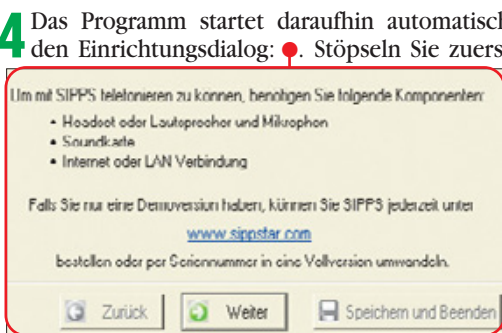 4 Das Programm startet daraufhin automatisch
den Einrichtungsdialog: . Stöpseln Sie zuers
Um mit SIPPS telefonieren zu können, benötigen Sie folgende Komponenten:
• Headset oder Lautsprecher und Mikrophon
• Soundkarte
• Internet oder LAN Verbindung
Falls Sie nur eine Demoversion haben, können Sie SIPPS jederzeit unter
www.sippstar.com
bestellen oder per Seriennummer in eine Vollversion umwandeln.
Zurück Weiter Speichern und Beenden